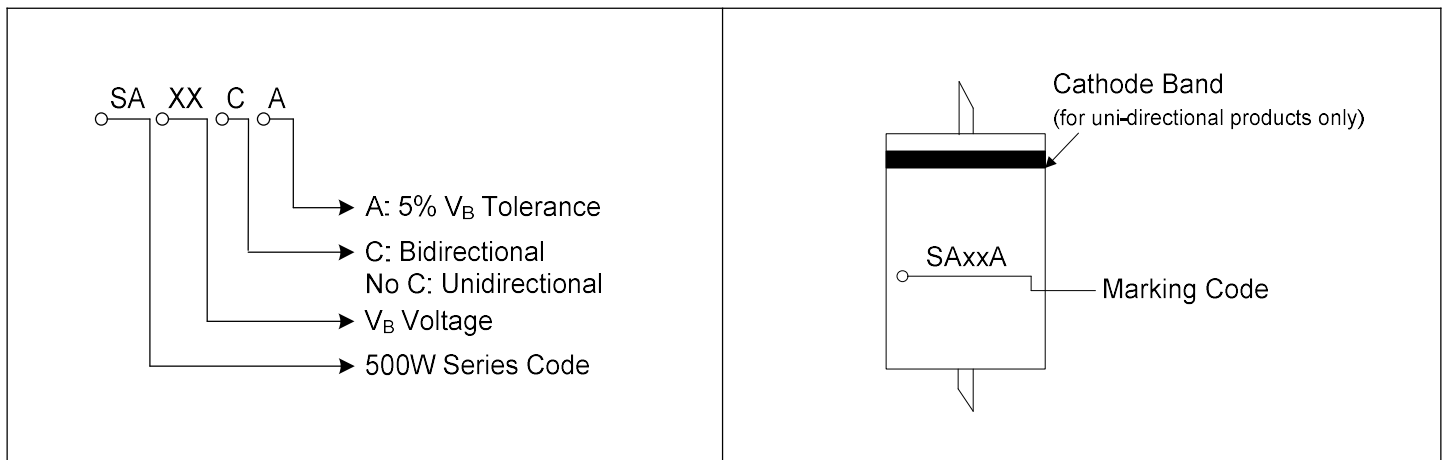 SA XX C A
A: 5% VB Tolerance
C: Bidirectional
No C: Unidirectional
VB Voltage
500W Series Code
Cathode Band
(for uni-directional products only)
SAxxA
Marking Code